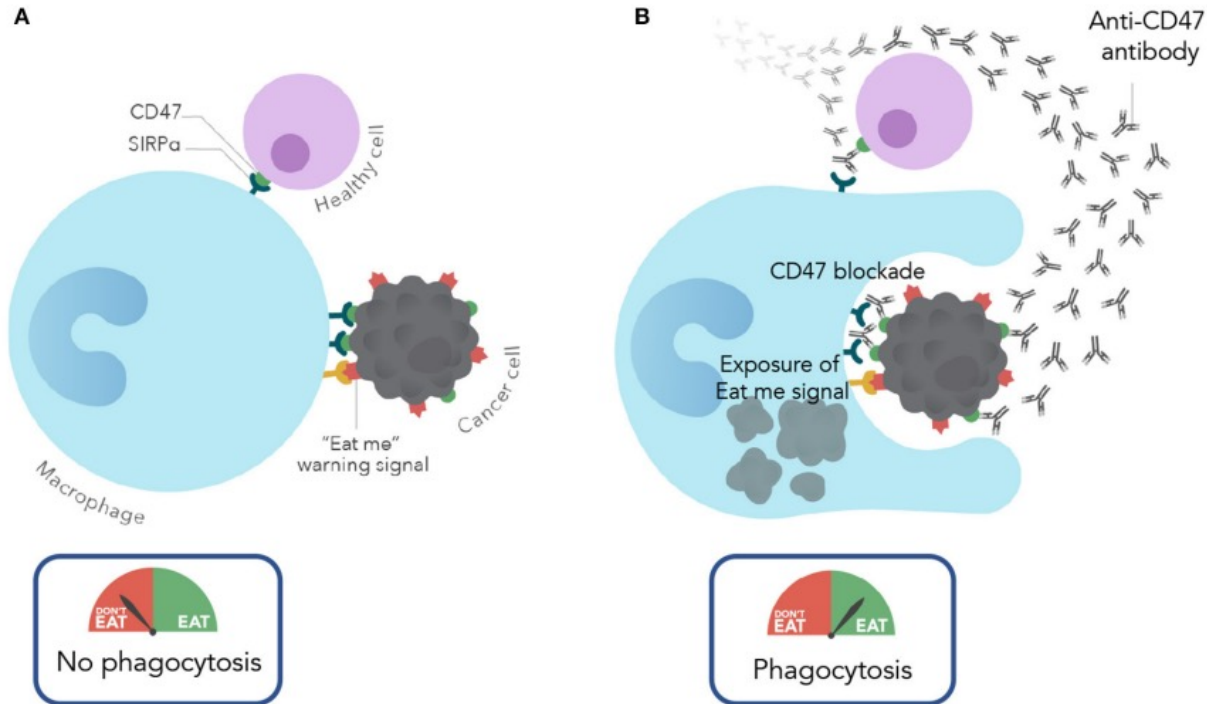 A
CD47
SIRPα
Healthy cell
Cancer cell
"Eat me"
warning signal
Macrophage
DON'T
EAT
EAT
No phagocytosis
B
Anti-CD47
antibody
CD47 blockade
Exposure of
Eat me signal
DON'T
EAT
EAT
Phagocytosis